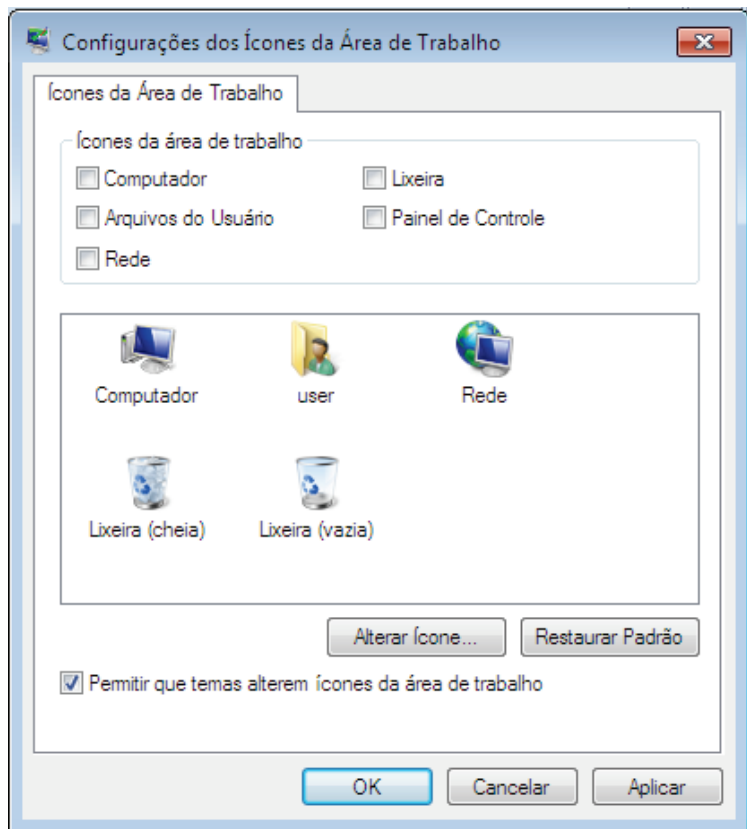 Configurações dos Ícones da Área de Trabalho
Ícones da Área de Trabalho
Ícones da área de trabalho
Computador
Lixeira
Arquivos do Usuário
Painel de Controle
Rede
Computador
user
Rede
Lixeira (cheia)
Lixeira (vazia)
Alterar Ícone...
Restaurar Padrão
Permitir que temas alterem ícones da área de trabalho
OK
Cancelar
Aplicar